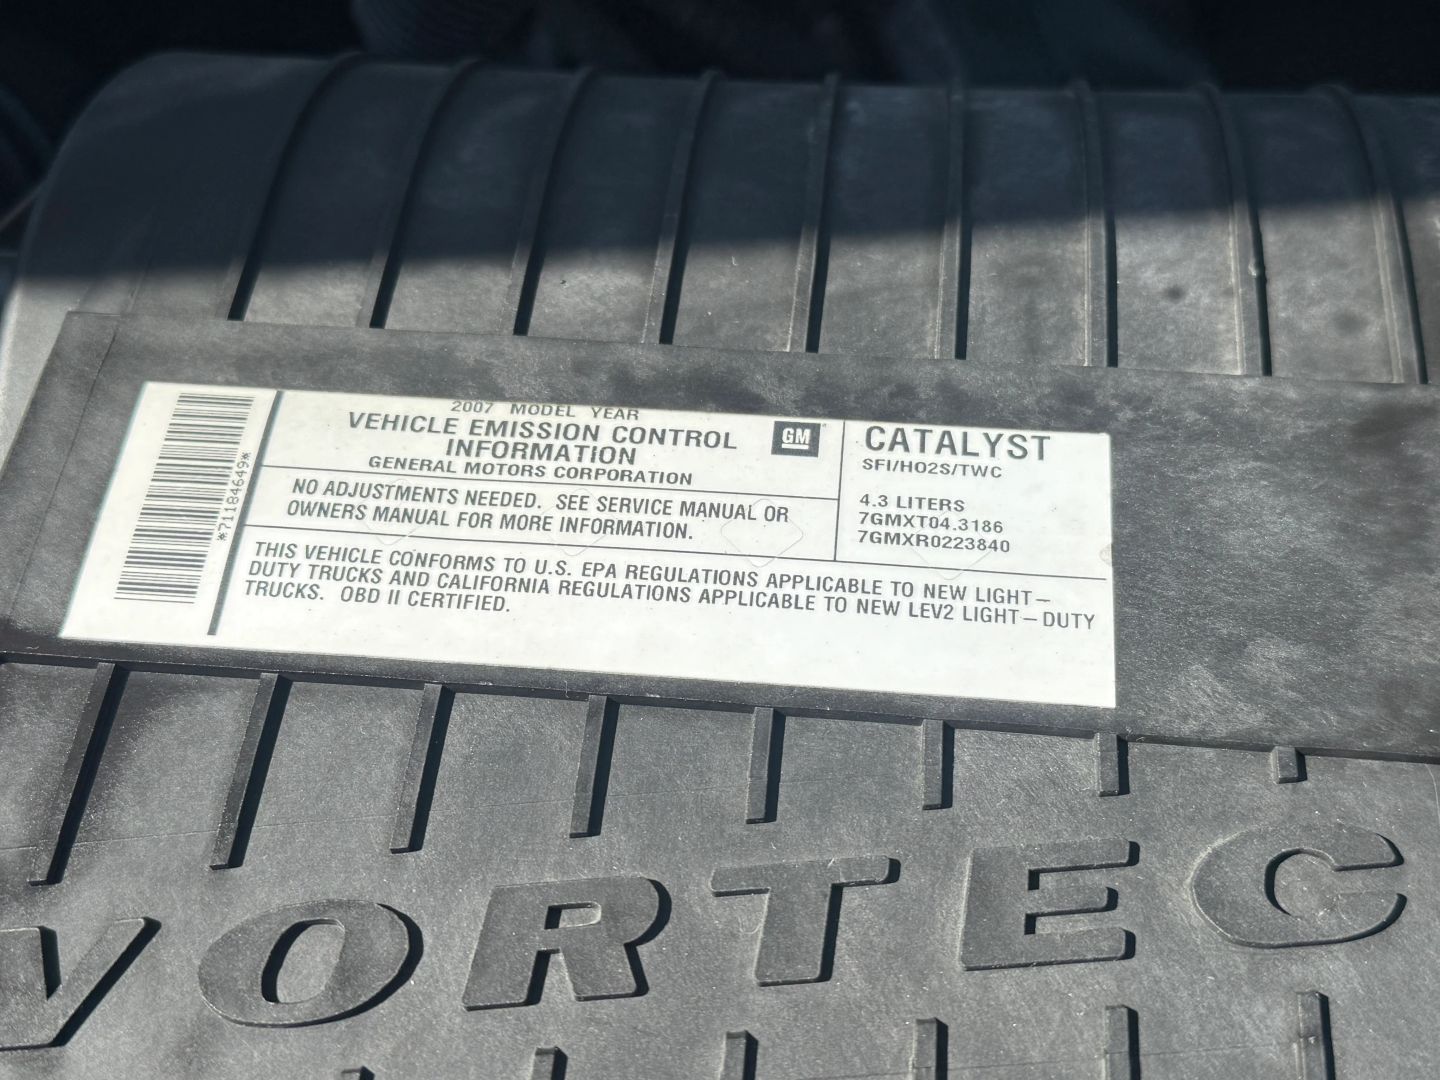 2007 MODEL YEAR
VEHICLE EMISSION CONTROL
INFORMATION
GENERAL MOTORS CORPORATION
GM
NO ADJUSTMENTS NEEDED. SEE SERVICE MANUAL OR
OWNERS MANUAL FOR MORE INFORMATION.
CATALYST
SFI/HO2S/TWC
4.3 LITERS
7GMXT04.3186
7GMXR0223840
THIS VEHICLE CONFORMS TO U.S. EPA REGULATIONS APPLICABLE TO NEW LIGHT-
DUTY TRUCKS AND CALIFORNIA REGULATIONS APPLICABLE TO NEW LEV2 LIGHT-DUTY
TRUCKS. OBD II CERTIFIED.
*71184649*
VORTEC